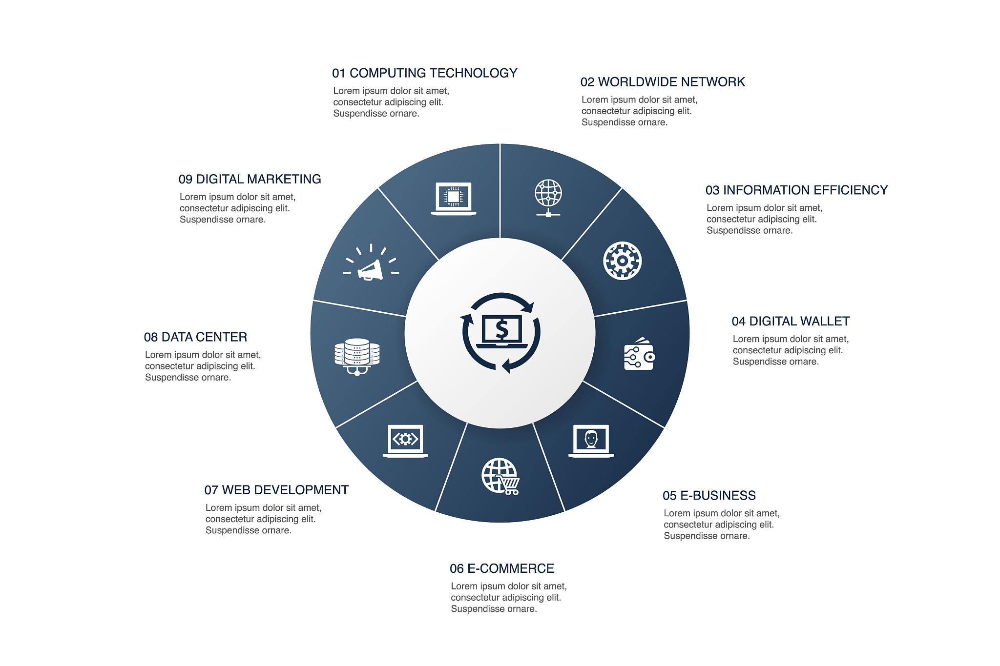 01 COMPUTING TECHNOLOGY
Lorem ipsum dolor sit amet,
consectetur adipiscing elit.
Suspendisse ornare.
02 WORLDWIDE NETWORK
Lorem ipsum dolor sit amet,
consectetur adipiscing elit.
Suspendisse ornare.
03 INFORMATION EFFICIENCY
Lorem ipsum dolor sit amet,
consectetur adipiscing elit.
Suspendisse ornare.
04 DIGITAL WALLET
Lorem ipsum dolor sit amet,
consectetur adipiscing elit.
Suspendisse ornare.
05 E-BUSINESS
Lorem ipsum dolor sit amet,
consectetur adipiscing elit.
Suspendisse ornare.
06 E-COMMERCE
Lorem ipsum dolor sit amet,
consectetur adipiscing elit.
Suspendisse ornare.
07 WEB DEVELOPMENT
Lorem ipsum dolor sit amet,
consectetur adipiscing elit.
Suspendisse ornare.
08 DATA CENTER
Lorem ipsum dolor sit amet,
consectetur adipiscing elit.
Suspendisse ornare.
09 DIGITAL MARKETING
Lorem ipsum dolor sit amet,
consectetur adipiscing elit.
Suspendisse ornare.
$